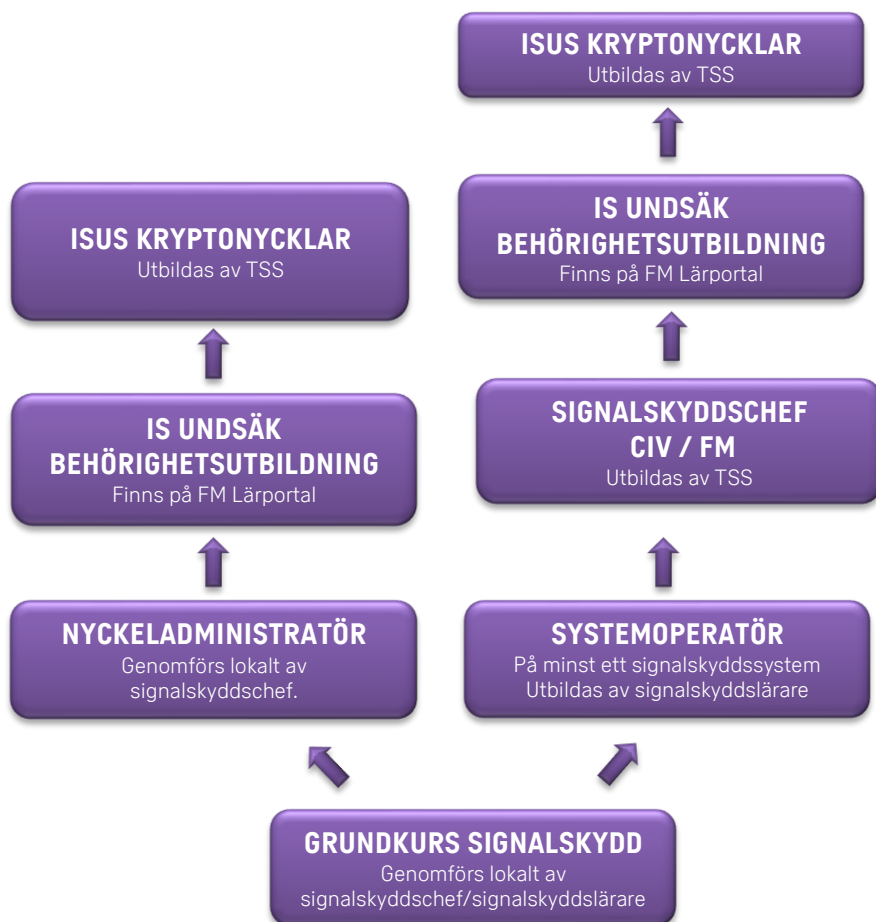 ISUS KRYPTONYCKLAR
Utbildas av TSS
IS UNDSÄK
BEHÖRIGHETSUTBILDNING
Finns på FM Lärportal
ISUS KRYPTONYCKLAR
Utbildas av TSS
SIGNALSKYDDSCHEF
CIV / FM
Utbildas av TSS
IS UNDSÄK
BEHÖRIGHETSUTBILDNING
Finns på FM Lärportal
NYCKELADMINISTRATÖR
Genomförs lokalt av
signalskyddschef.
SYSTEMOPERATÖR
På minst ett signalskyddssystem
Utbildas av signalskyddslärare
GRUNDKURS SIGNALSKYDD
Genomförs lokalt av
signalskyddschef/signalskyddslärare